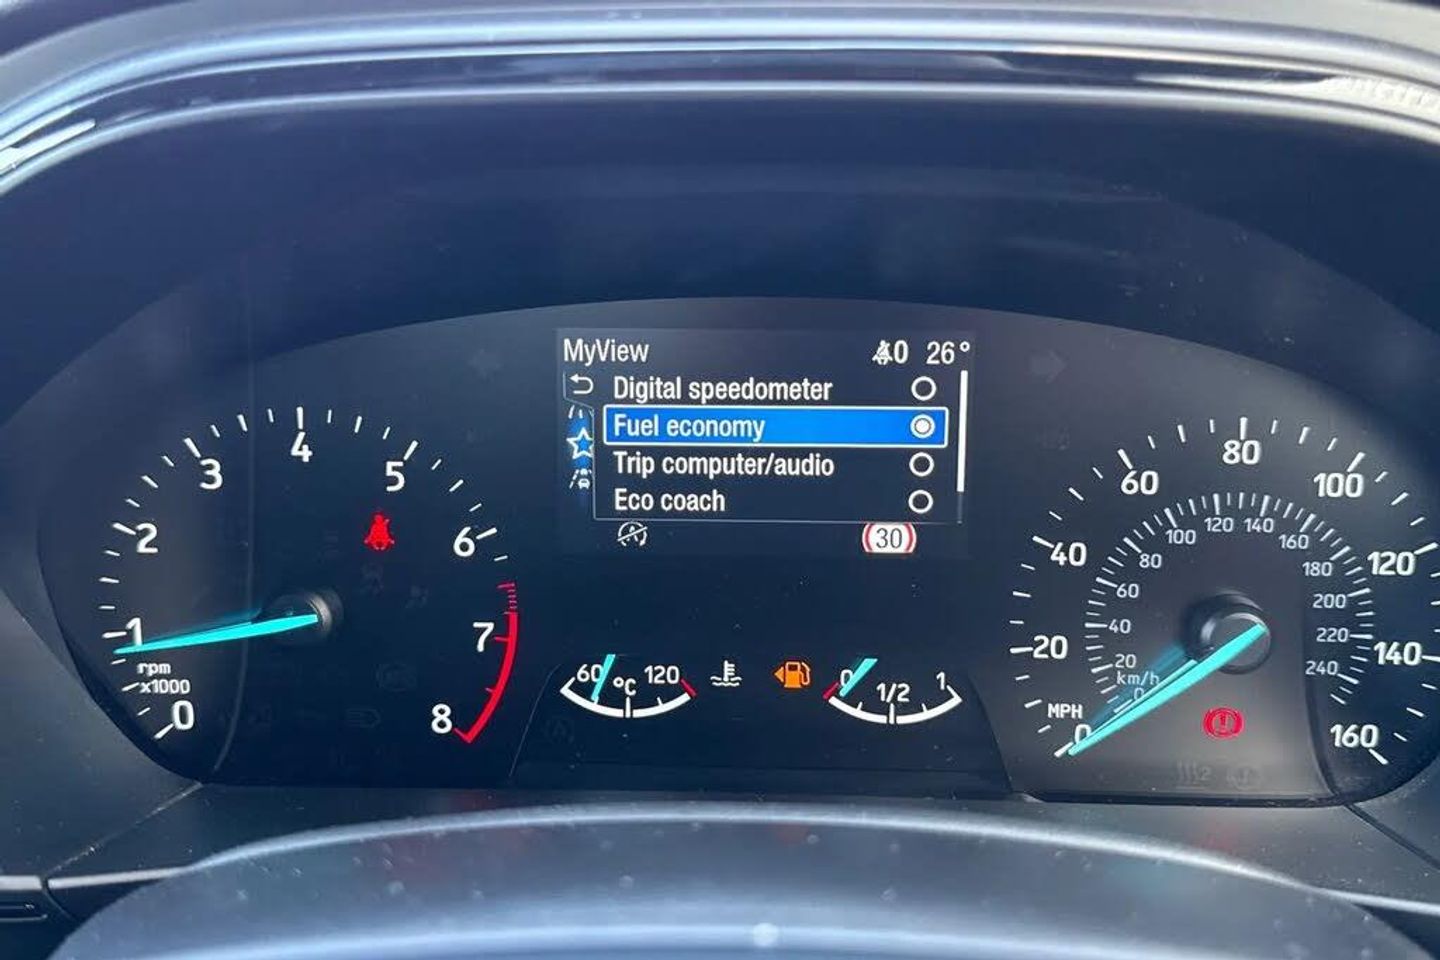 MyView 40 26°
Digital speedometer
Fuel economy
Trip computer/audio
Eco coach
30
0 1 2 3 4 5 6 7 8
rpm
x1000
60 °C 120
0 1/2 1
0 20 40 60 80 100 120 140 160
MPH
0 20 40 60 80 100 120 140 160 180 200 220 240
km/h